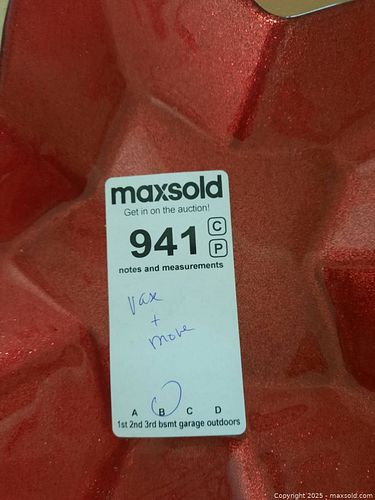 maxsold
Get in on the auction!
941 C
P
notes and measurements
Vax
+
more
A B C D
1st 2nd 3rd bsmt garage outdoors
Copyright 2025 - maxsold.com